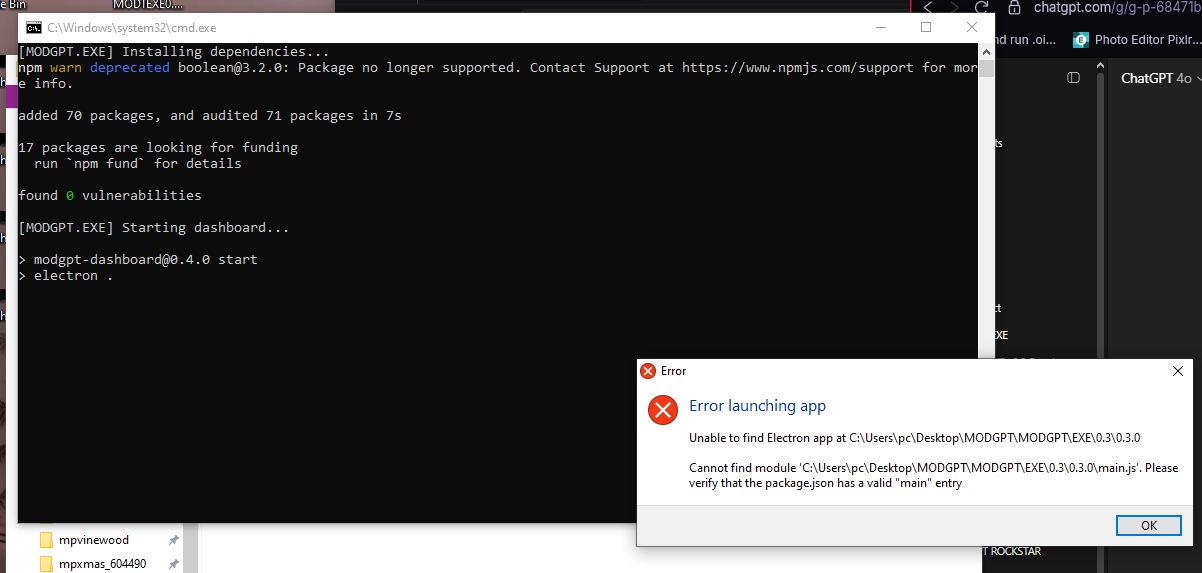 e Bin
MODTEXE0....
chatgpt.com/g/g-p-68471b
C:\Windows\system32\cmd.exe
nd run .oi...
Photo Editor Pixlr...
[MODGPT.EXE] Installing dependencies...
npm warn deprecated boolean@3.2.0: Package no longer supported. Contact Support at https://www.npmjs.com/support for mor
e info.
ChatGPT 4o
added 70 packages, and audited 71 packages in 7s
17 packages are looking for funding
run `npm fund` for details
found 0 vulnerabilities
[MODGPT.EXE] Starting dashboard...
> modgpt-dashboard@0.4.0 start
> electron .
ts
ct
EXE
Error
Error launching app
Unable to find Electron app at C:\Users\pc\Desktop\MODGPT\MODGPT\EXE\0.3\0.3.0
Cannot find module 'C:\Users\pc\Desktop\MODGPT\MODGPT\EXE\0.3\0.3.0\main.js'. Please
verify that the package.json has a valid "main" entry
OK
mpvinewood
mpxmas_604490
T ROCKSTAR